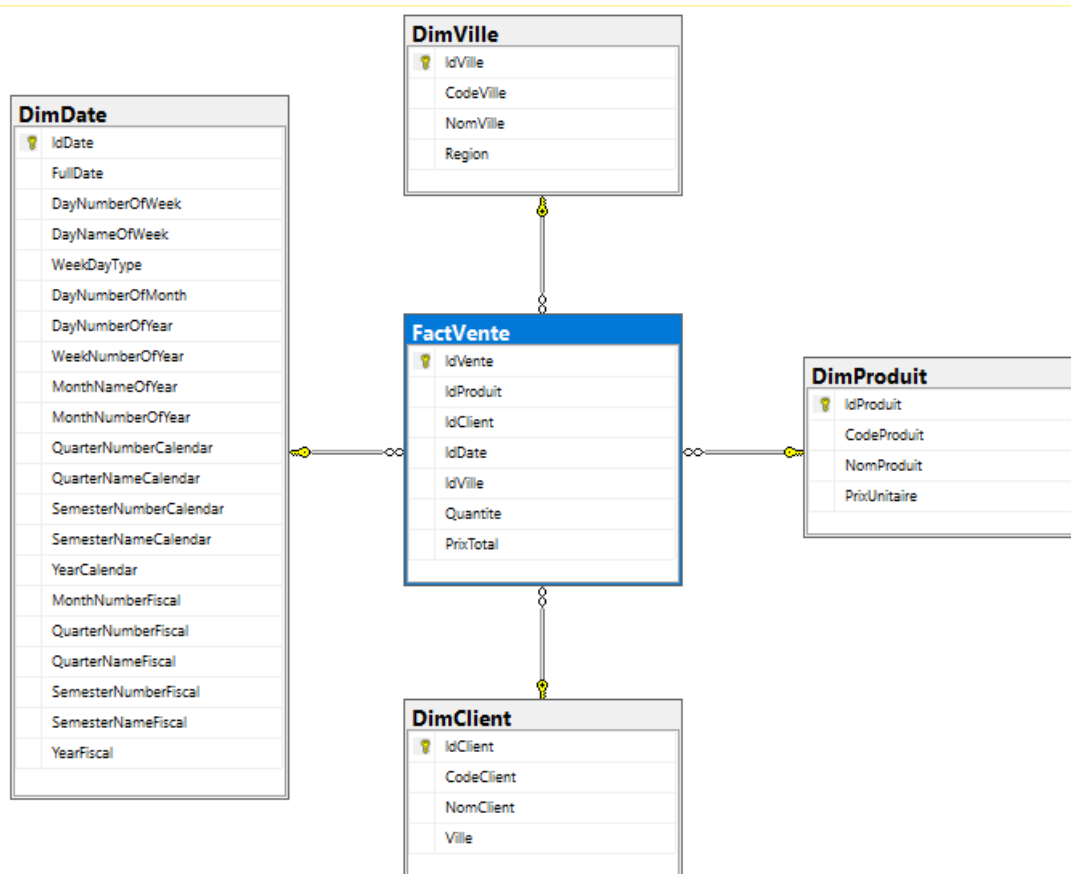 DimVille
IdVille
CodeVille
NomVille
Region
DimDate
IdDate
FullDate
DayNumberOfWeek
DayNameOfWeek
WeekDayType
DayNumberOfMonth
DayNumberOfYear
WeekNumberOfYear
MonthNameOfYear
MonthNumberOfYear
QuarterNumberCalendar
QuarterNameCalendar
SemesterNumberCalendar
SemesterNameCalendar
YearCalendar
MonthNumberFiscal
QuarterNumberFiscal
QuarterNameFiscal
SemesterNumberFiscal
SemesterNameFiscal
YearFiscal
FactVente
IdVente
IdProduit
IdClient
IdDate
IdVille
Quantite
PrixTotal
DimProduit
IdProduit
CodeProduit
NomProduit
PrixUnitaire
DimClient
IdClient
CodeClient
NomClient
Ville